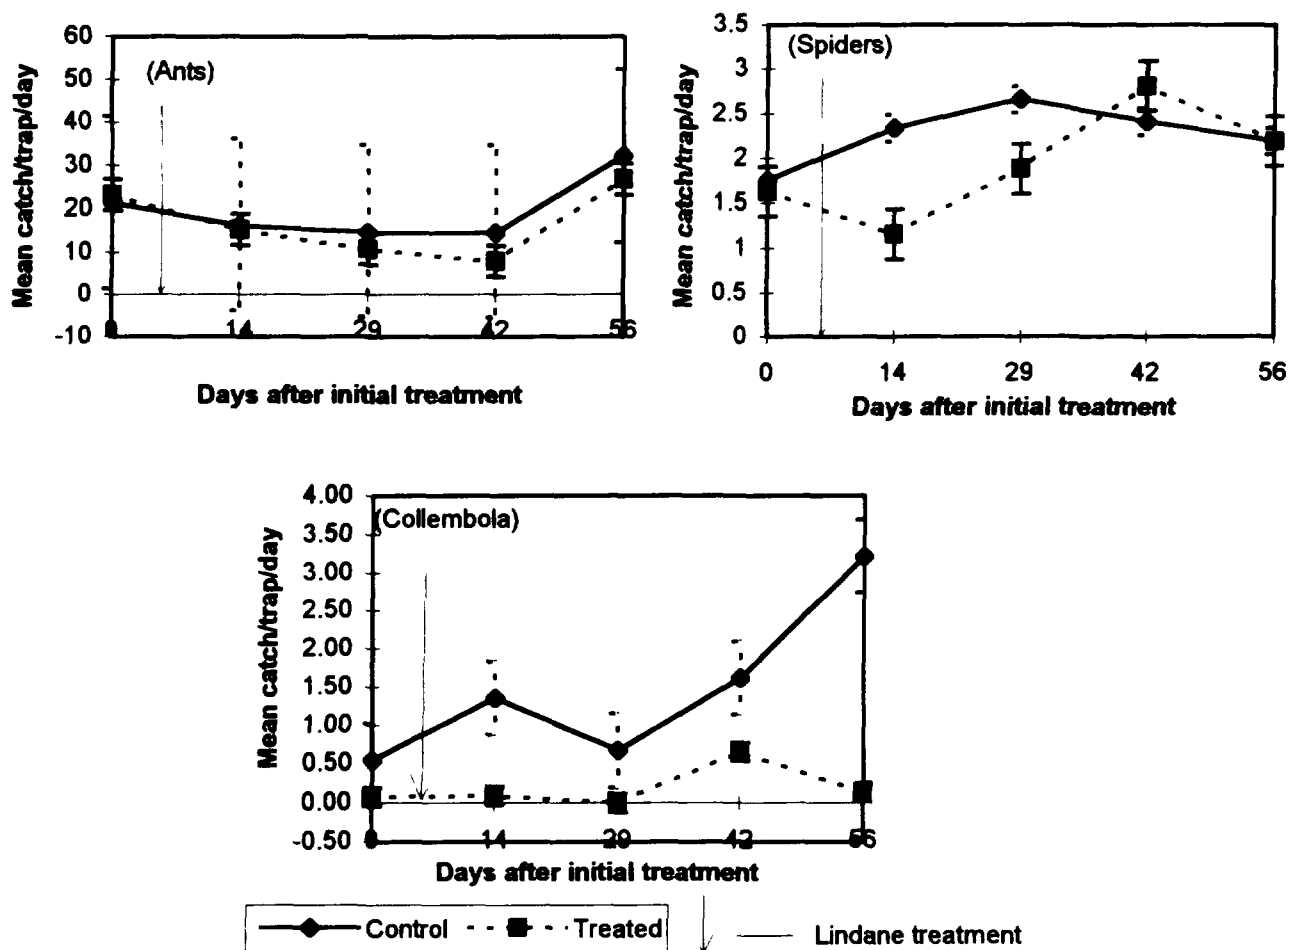 60
50
40
30
20
10
0
-10
(Ants)
Mean catch/trap/day
14 29 42 56
Days after initial treatment
3.5
3
2.5
2
1.5
1
0.5
0
(Spiders)
Mean catch/trap/day
0 14 29 42 56
Days after initial treatment
4.00
3.50
3.00
2.50
2.00
1.50
1.00
0.50
0.00
-0.50
(Collembola)
Mean catch/trap/day
14 29 42 56
Days after initial treatment
Control Treated Lindane treatment